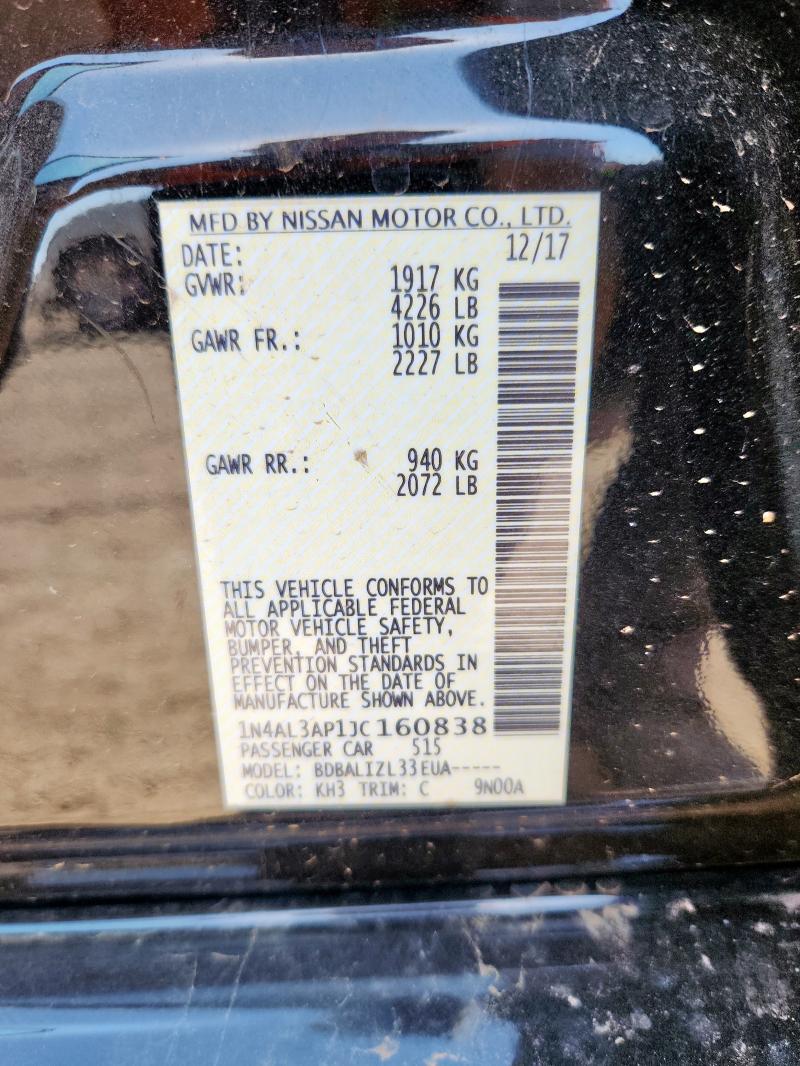 MFD BY NISSAN MOTOR CO., LTD.
DATE: 12/17
GVWR: 1917 KG
4226 LB
GAWR FR.: 1010 KG
2227 LB
GAWR RR.: 940 KG
2072 LB
THIS VEHICLE CONFORMS TO
ALL APPLICABLE FEDERAL
MOTOR VEHICLE SAFETY,
BUMPER, AND THEFT
PREVENTION STANDARDS IN
EFFECT ON THE DATE OF
MANUFACTURE SHOWN ABOVE.
1N4AL3AP1JC160838
PASSENGER CAR 515
MODEL: BDBALIZL33EUA-----
COLOR: KH3 TRIM: C 9N00A